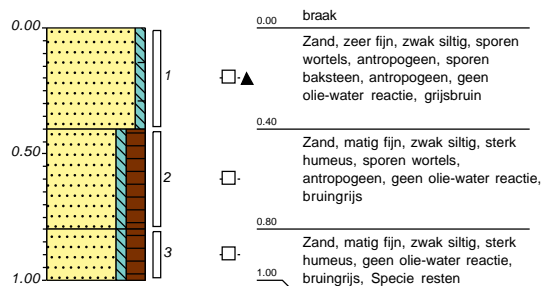 0.00
0.50
1.00
1
2
3
0.00
braak
Zand, zeer fijn, zwak siltig, sporen
wortels, antropogeen, sporen
baksteen, antropogeen, geen
olie-water reactie, grijsbruin
0.40
Zand, matig fijn, zwak siltig, sterk
humeus, sporen wortels,
antropogeen, geen olie-water reactie,
bruingrijs
0.80
Zand, matig fijn, zwak siltig, sterk
humeus, geen olie-water reactie,
1.00
bruingrijs, Specie resten